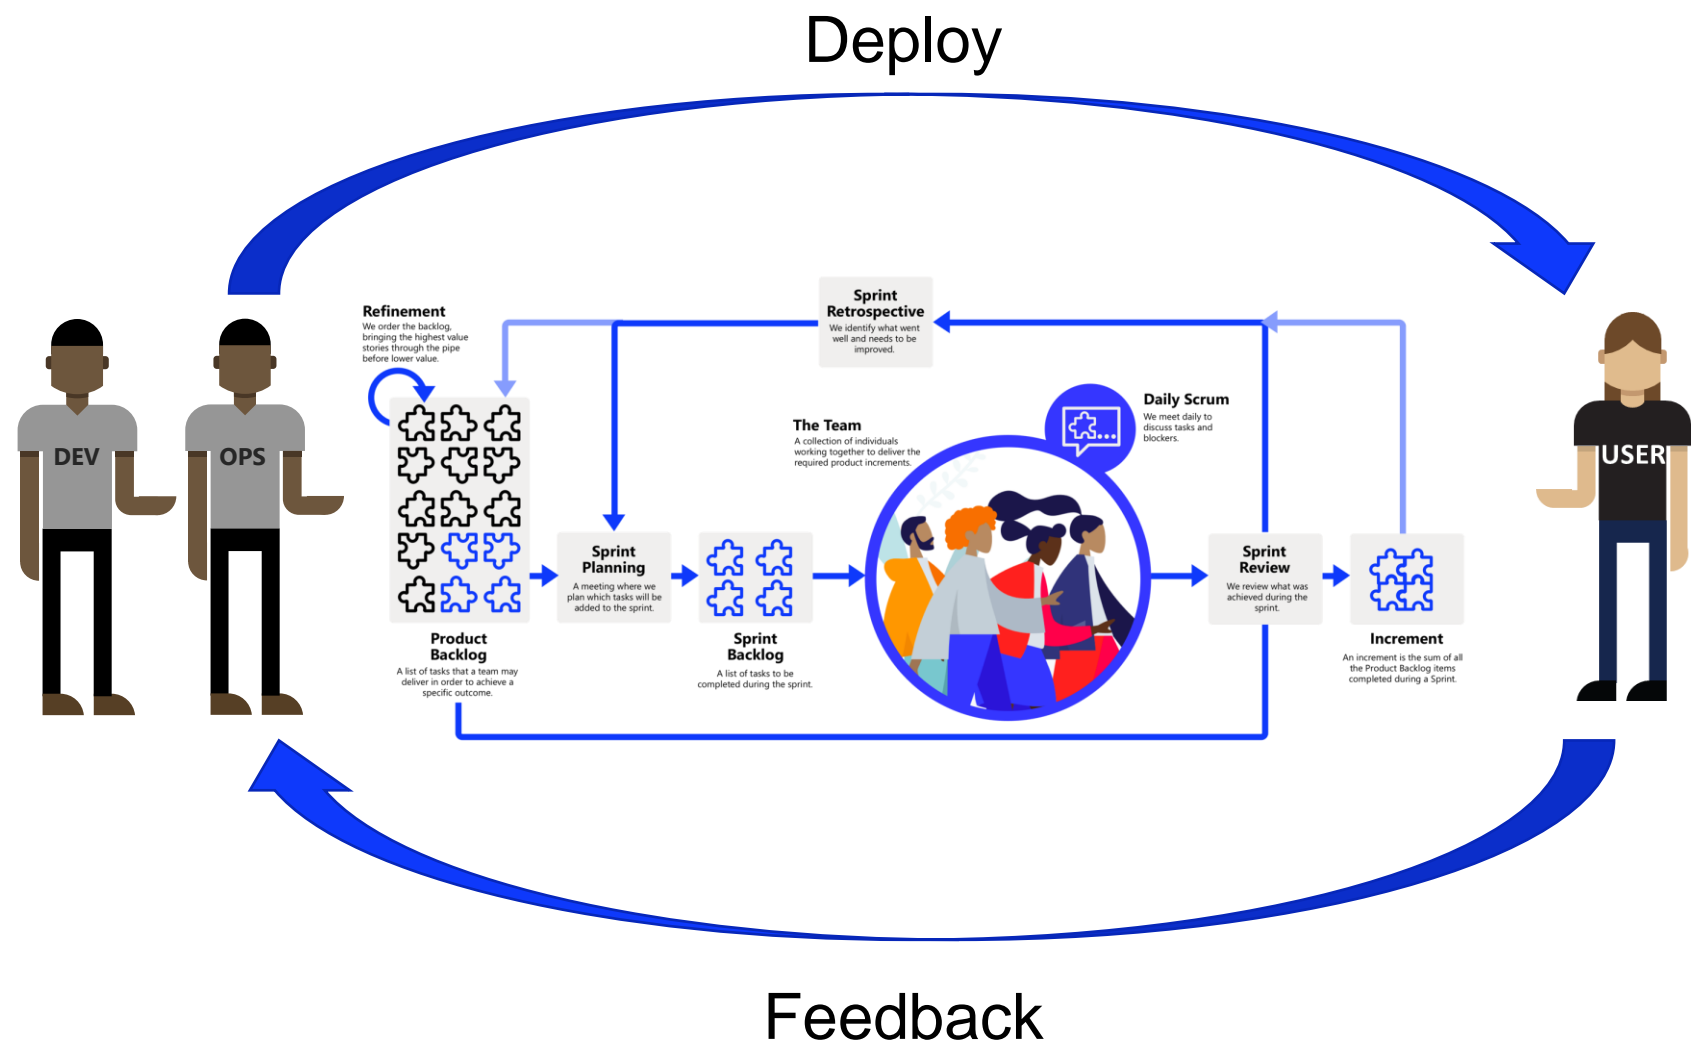 Deploy
Sprint
Retrospective
We identify what went
well and needs to be
improved.
Refinement
We order the backlog,
bringing the highest value
stories through the pipe
before lower value.
Daily Scrum
We meet daily to
discuss tasks and
blockers.
The Team
A collection of individuals
working together to deliver the
required product increments.
DEV
OPS
USER
Sprint
Planning
A meeting where we
plan which tasks will be
added to the sprint.
Sprint
Review
We review what was
achieved during the
sprint.
Product
Backlog
A list of tasks that a team may
deliver in order to achieve a
specific outcome.
Sprint
Backlog
A list of tasks to be
completed during the sprint.
Increment
An increment is the sum of all
the Product Backlog items
completed during a Sprint.
Feedback